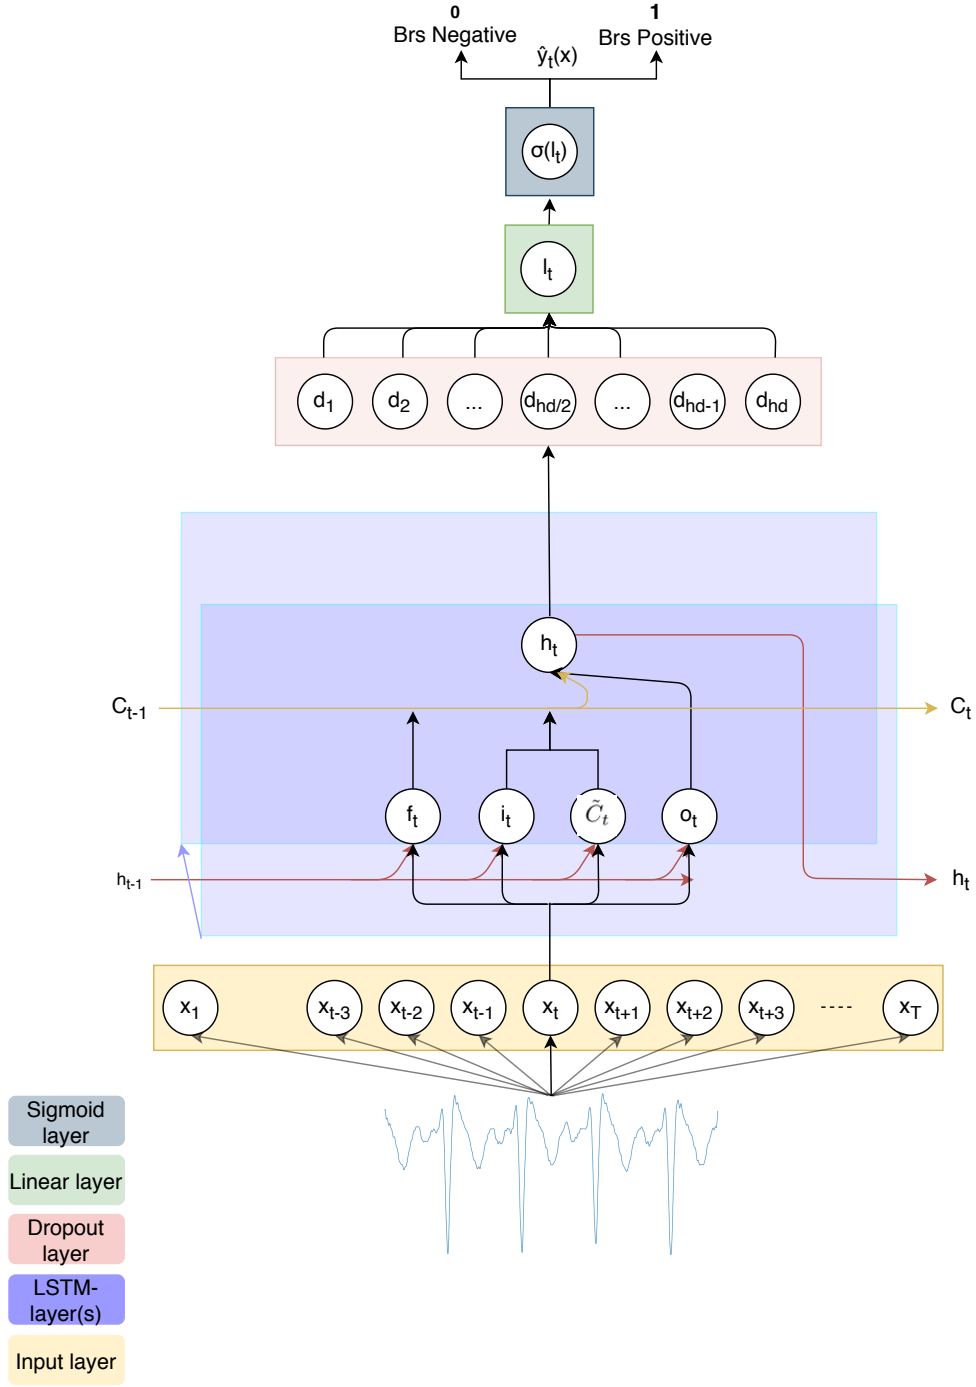 0
1
Brs Negative
Brs Positive
ŷt(x)
σ(lt)
lt
d1 d2 ... dhd/2 ... dhd-1 dhd
ht
Ct-1
Ct
ft it C̃t ot
ht-1
ht
x1 xt-3 xt-2 xt-1 xt xt+1 xt+2 xt+3 ---- xT
Sigmoid
layer
Linear layer
Dropout
layer
LSTM-
layer(s)
Input layer